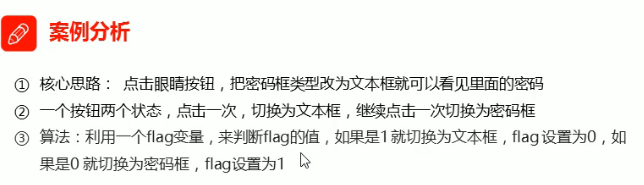 案例分析
① 核心思路： 点击眼睛按钮，把密码框类型改为文本框就可以看见里面的密码
② 一个按钮两个状态，点击一次，切换为文本框，继续点击一次切换为密码框
③ 算法：利用一个flag变量，来判断flag的值，如果是1就切换为文本框，flag 设置为0，如
果是0 就切换为密码框，flag设置为1